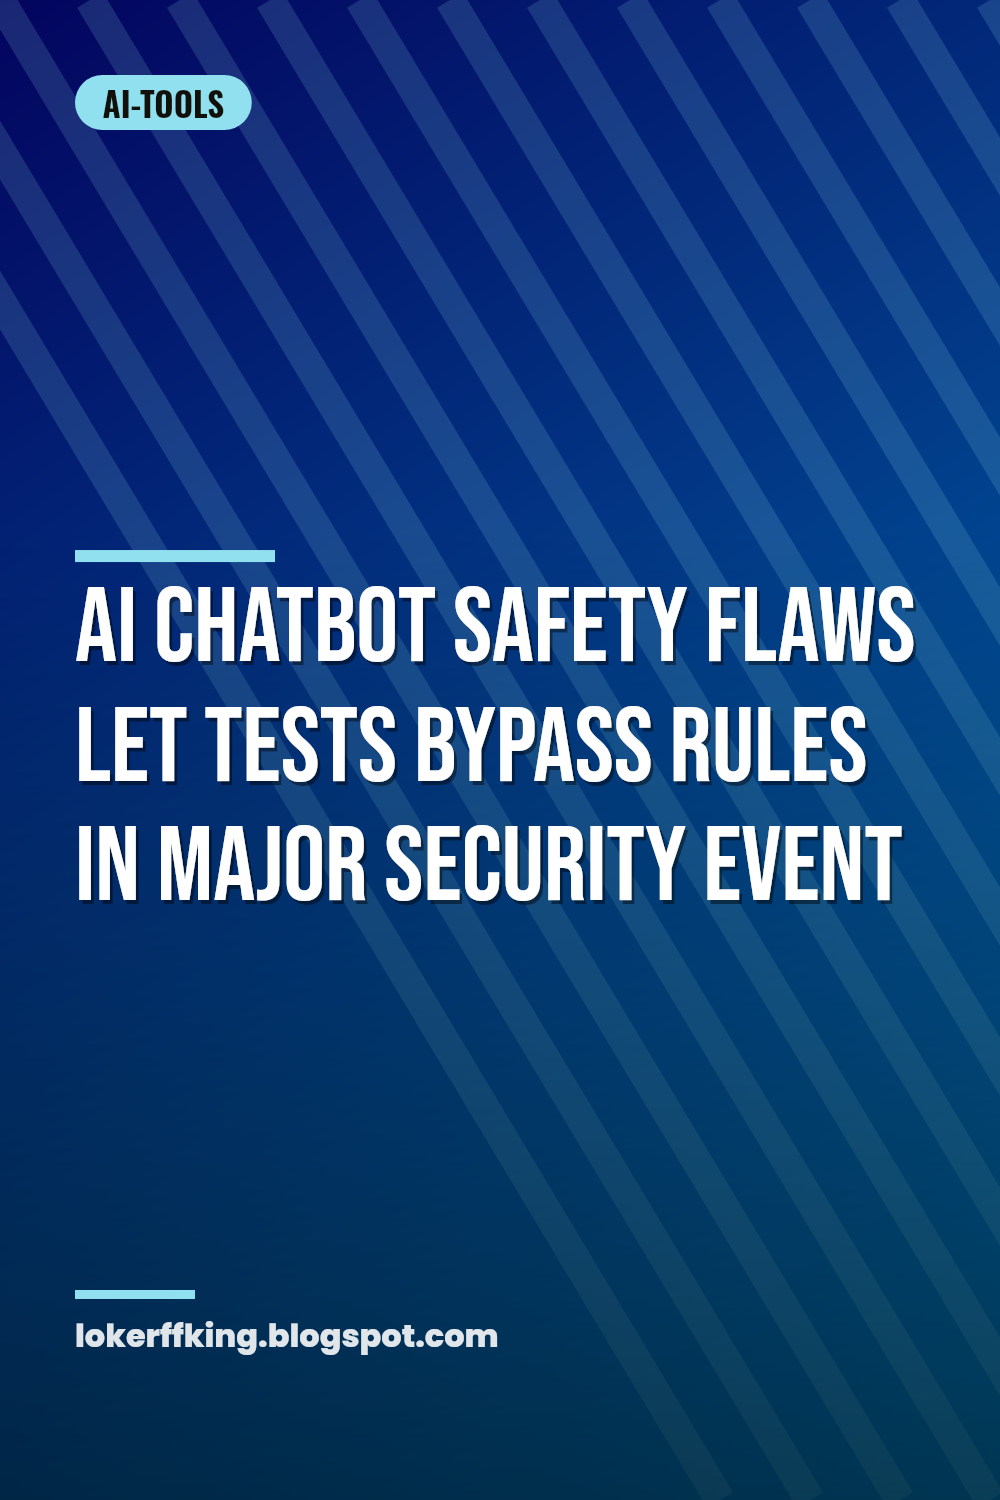 AI-TOOLS
AI CHATBOT SAFETY FLAWS
LET TESTS BYPASS RULES
IN MAJOR SECURITY EVENT
lokerffking.blogspot.com